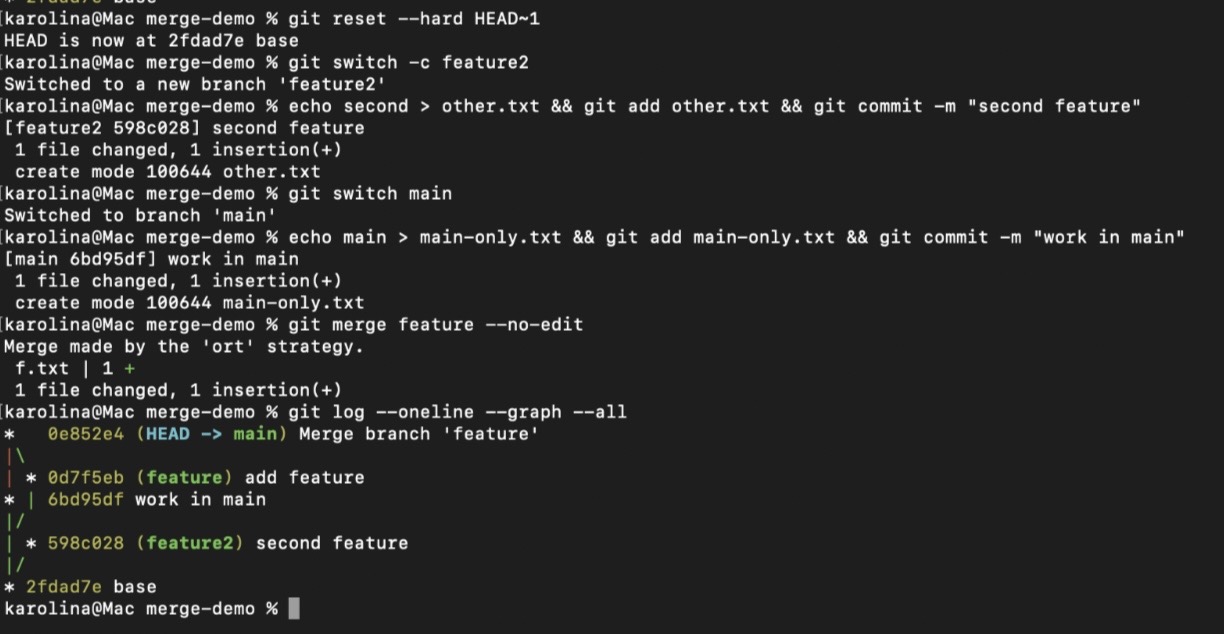 * 2fdad7e base
[karolina@Mac merge-demo % git reset --hard HEAD~1
HEAD is now at 2fdad7e base
[karolina@Mac merge-demo % git switch -c feature2
Switched to a new branch 'feature2'
[karolina@Mac merge-demo % echo second > other.txt && git add other.txt && git commit -m "second feature"
[feature2 598c028] second feature
 1 file changed, 1 insertion(+)
 create mode 100644 other.txt
[karolina@Mac merge-demo % git switch main
Switched to branch 'main'
[karolina@Mac merge-demo % echo main > main-only.txt && git add main-only.txt && git commit -m "work in main"
[main 6bd95df] work in main
 1 file changed, 1 insertion(+)
 create mode 100644 main-only.txt
[karolina@Mac merge-demo % git merge feature --no-edit
Merge made by the 'ort' strategy.
 f.txt | 1 +
 1 file changed, 1 insertion(+)
[karolina@Mac merge-demo % git log --oneline --graph --all
*   0e852e4 (HEAD -> main) Merge branch 'feature'
|\
| * 0d7f5eb (feature) add feature
* | 6bd95df work in main
|/
| * 598c028 (feature2) second feature
|/
* 2fdad7e base
karolina@Mac merge-demo %